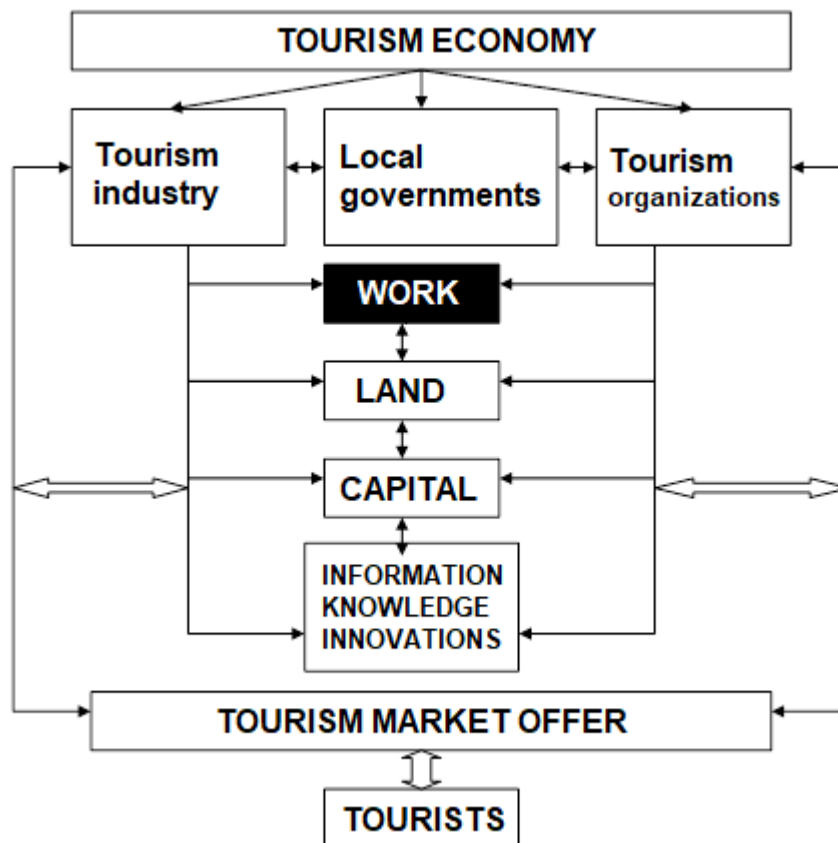 TOURISM ECONOMY
Tourism
industry
Local
governments
Tourism
organizations
WORK
LAND
CAPITAL
INFORMATION
KNOWLEDGE
INNOVATIONS
TOURISM MARKET OFFER
TOURISTS